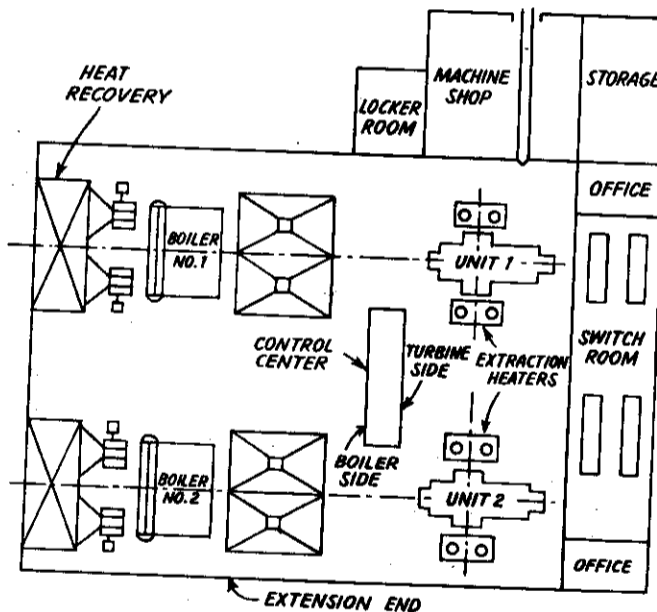 HEAT
RECOVERY
MACHINE
SHOP
STORAGE
LOCKER
ROOM
OFFICE
BOILER
NO.1
UNIT 1
CONTROL
CENTER
TURBINE
SIDE
EXTRACTION
HEATERS
SWITCH
ROOM
BOILER
SIDE
BOILER
NO.2
UNIT 2
OFFICE
EXTENSION END